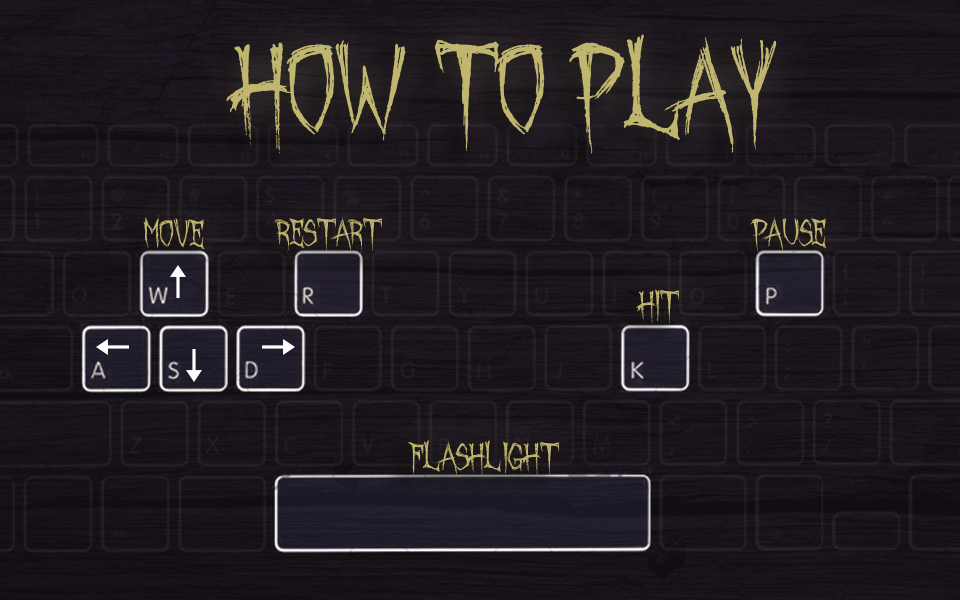 HOW TO PLAY
MOVE RESTART PAUSE
W R P
HIT
A S D K
FLASHLIGHT